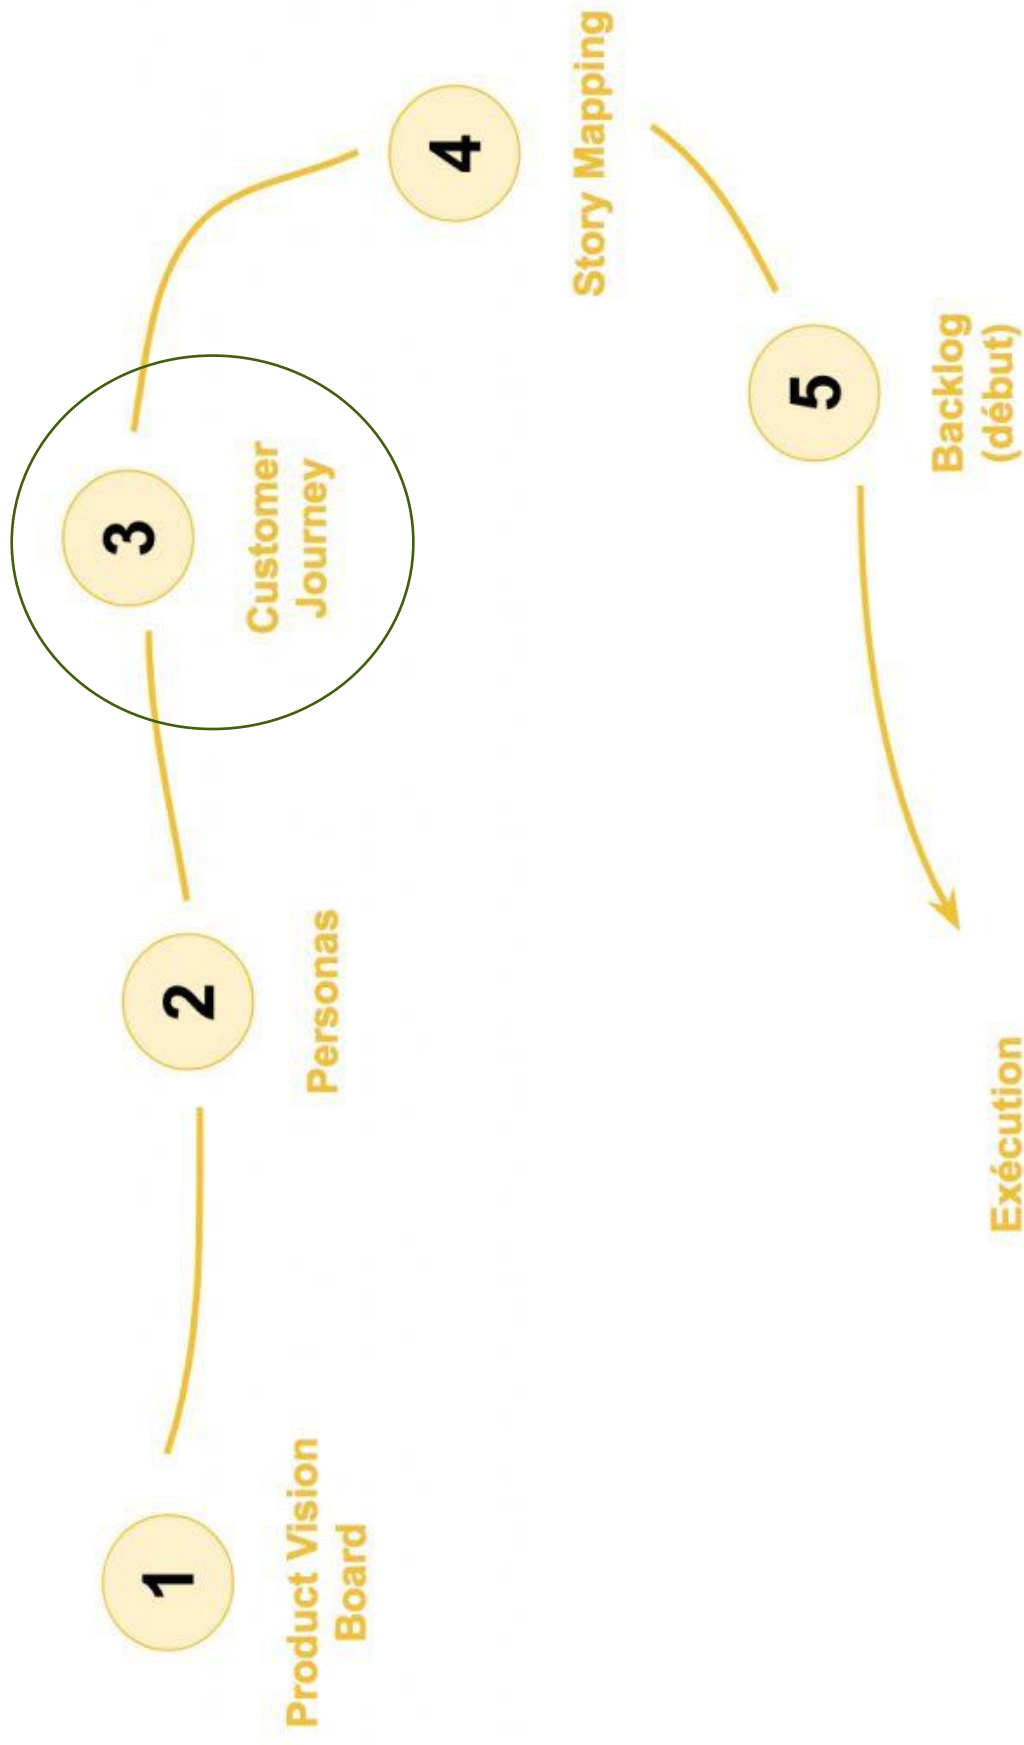 1
Product Vision
Board
2
Personas
3
Customer
Journey
4
Story Mapping
5
Backlog
(début)
Exécution